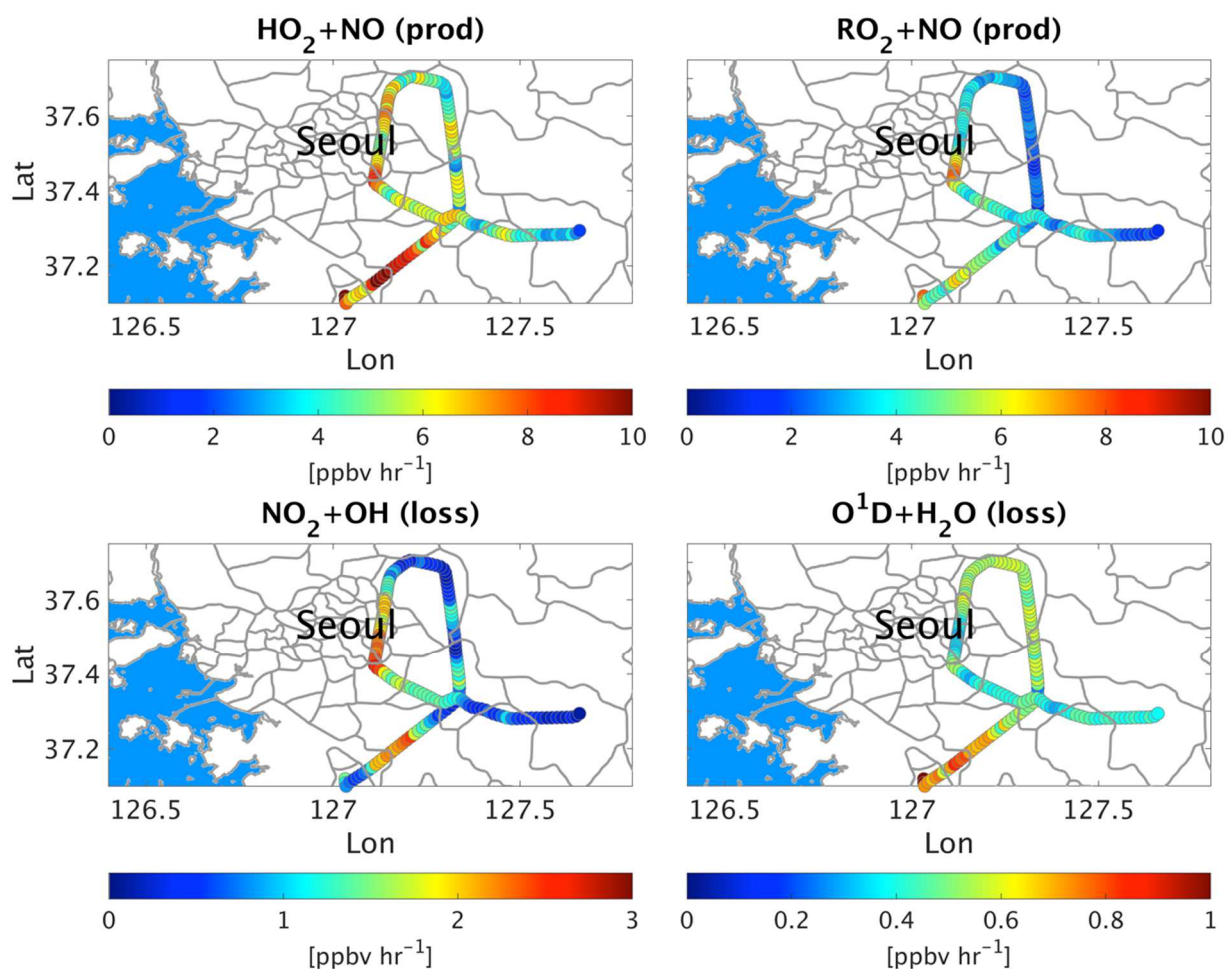 HO₂+NO (prod)
37.6
37.4
37.2
Lat
Seoul
126.5 127 127.5
Lon
0 2 4 6 8 10
[ppbv hr⁻¹]
RO₂+NO (prod)
Seoul
126.5 127 127.5
Lon
0 2 4 6 8 10
[ppbv hr⁻¹]
NO₂+OH (loss)
37.6
37.4
37.2
Lat
Seoul
126.5 127 127.5
Lon
0 1 2 3
[ppbv hr⁻¹]
O¹D+H₂O (loss)
Seoul
126.5 127 127.5
Lon
0 0.2 0.4 0.6 0.8 1
[ppbv hr⁻¹]